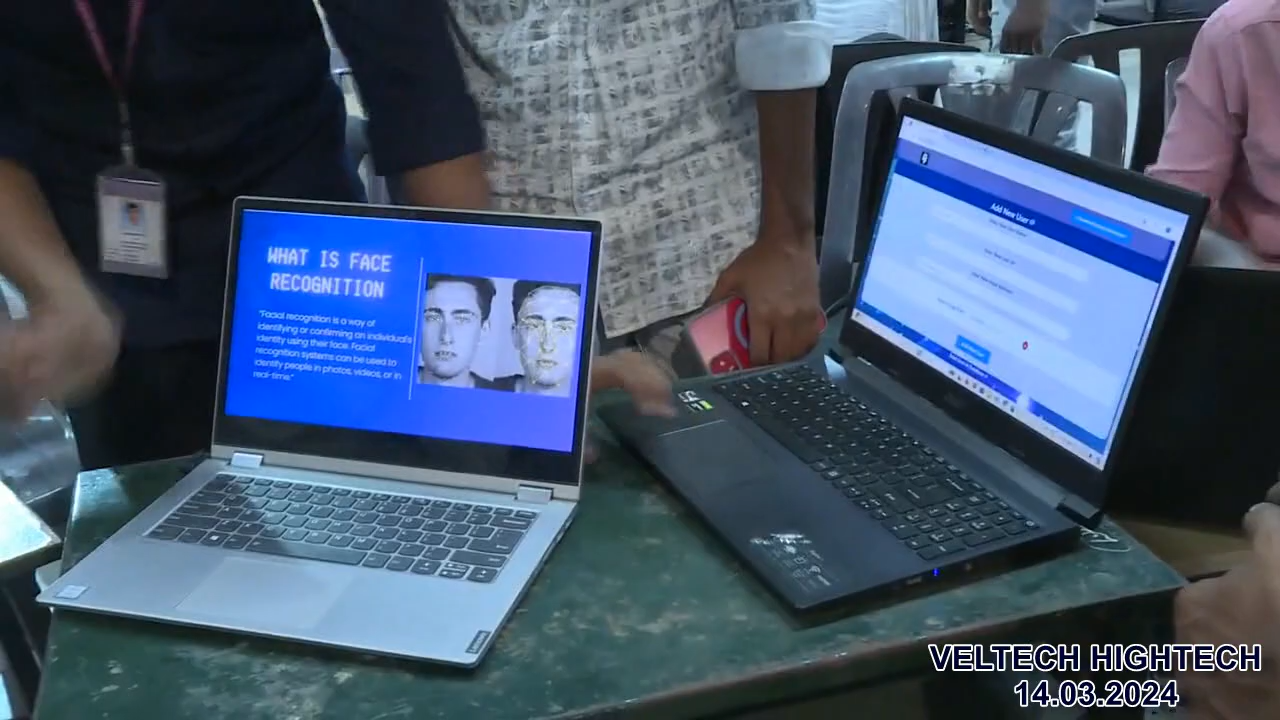 WHAT IS FACE
RECOGNITION
"Facial recognition is a way of
identifying or confirming an individual's
identity using their face. Facial
recognition systems can be used to
identify people in photos, videos, or in
real-time."
Add New User
Lenovo
VELTECH HIGHTECH
14.03.2024